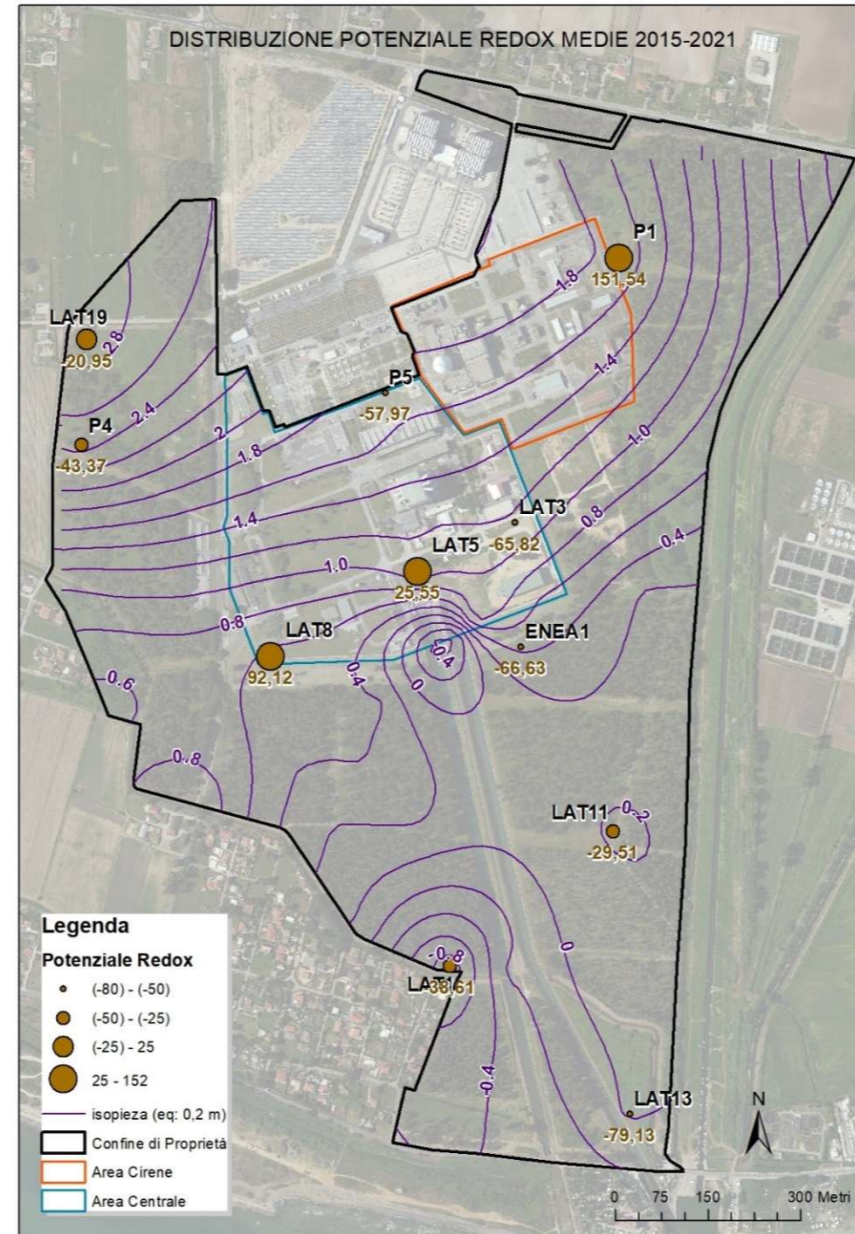 DISTRIBUZIONE POTENZIALE REDOX MEDIE 2015-2021
P1
151,54
1.8
LAT19
-20,95
2.8
P5
-57,97
1.4
2.4
P4
-43,37
2
1.8
1.0
LAT3
-65,82
1.4
0.8
LAT5
25,55
1.0
0.4
0.8
LAT8
92,12
ENEA1
-66,63
-0.4
0
0.4
0.6
0.8
LAT11
0.2
-29,51
0
-0.8
-38,61
-0.4
LAT13
-79,13
Legenda
Potenziale Redox
(-80) - (-50)
(-50) - (-25)
(-25) - 25
25 - 152
isopieza (eq: 0,2 m)
Confine di Proprietà
Area Cirene
Area Centrale
N
0 75 150 300 Metri